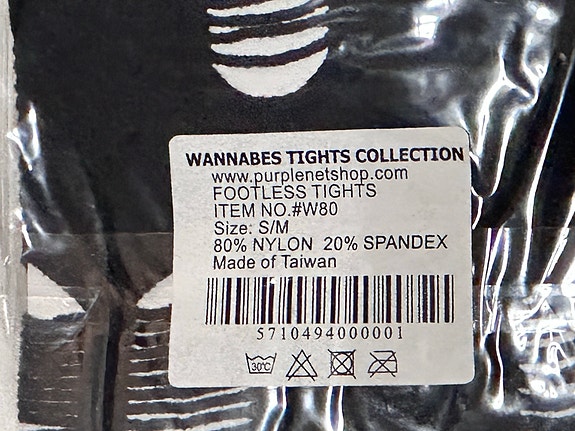 WANNABES TIGHTS COLLECTION
www.purplenetshop.com
FOOTLESS TIGHTS
ITEM NO.#W80
Size: S/M
80% NYLON 20% SPANDEX
Made of Taiwan
5710494000001
30°C